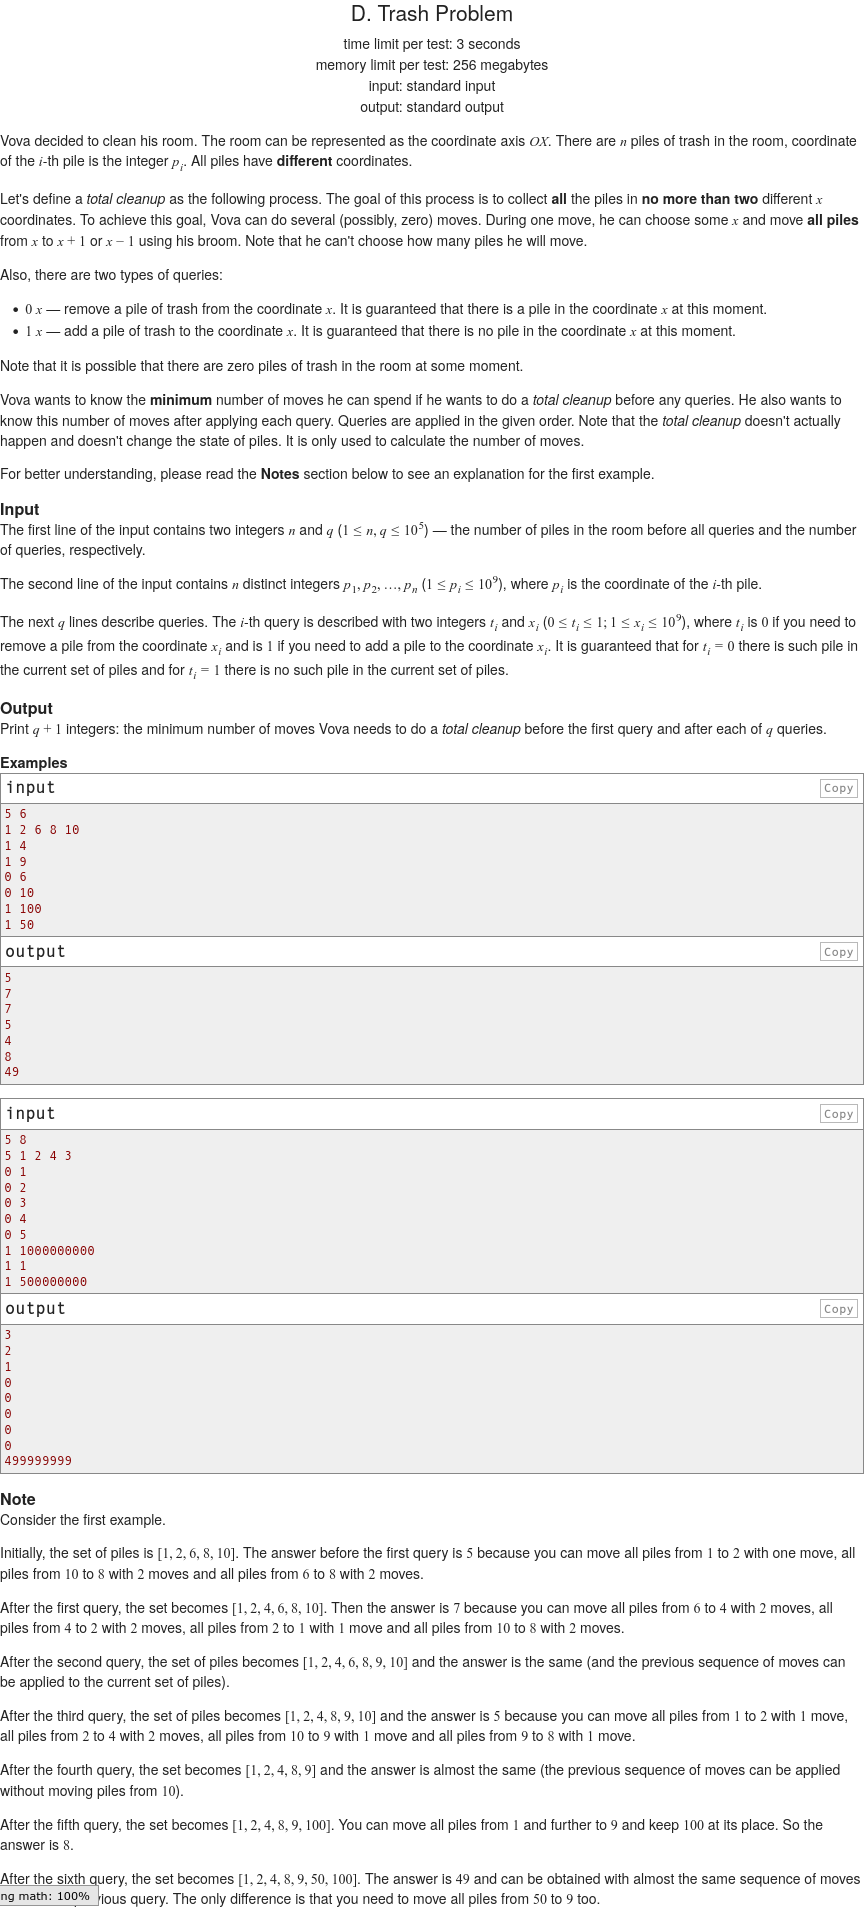 D. Trash Problem
time limit per test: 3 seconds
memory limit per test: 256 megabytes
input: standard input
output: standard output
Vova decided to clean his room. The room can be represented as the coordinate axis OX. There are n piles of trash in the room, coordinate
of the i-th pile is the integer p_i. All piles have different coordinates.
Let's define a total cleanup as the following process. The goal of this process is to collect all the piles in no more than two different x
coordinates. To achieve this goal, Vova can do several (possibly, zero) moves. During one move, he can choose some x and move all piles
from x to x + 1 or x − 1 using his broom. Note that he can't choose how many piles he will move.
Also, there are two types of queries:
• 0 x — remove a pile of trash from the coordinate x. It is guaranteed that there is a pile in the coordinate x at this moment.
• 1 x — add a pile of trash to the coordinate x. It is guaranteed that there is no pile in the coordinate x at this moment.
Note that it is possible that there are zero piles of trash in the room at some moment.
Vova wants to know the minimum number of moves he can spend if he wants to do a total cleanup before any queries. He also wants to
know this number of moves after applying each query. Queries are applied in the given order. Note that the total cleanup doesn't actually
happen and doesn't change the state of piles. It is only used to calculate the number of moves.
For better understanding, please read the Notes section below to see an explanation for the first example.
Input
The first line of the input contains two integers n and q (1 ≤ n, q ≤ 10^5) — the number of piles in the room before all queries and the number
of queries, respectively.
The second line of the input contains n distinct integers p_1, p_2, …, p_n (1 ≤ p_i ≤ 10^9), where p_i is the coordinate of the i-th pile.
The next q lines describe queries. The i-th query is described with two integers t_i and x_i (0 ≤ t_i ≤ 1; 1 ≤ x_i ≤ 10^9), where t_i is 0 if you need to
remove a pile from the coordinate x_i and is 1 if you need to add a pile to the coordinate x_i. It is guaranteed that for t_i = 0 there is such pile in
the current set of piles and for t_i = 1 there is no such pile in the current set of piles.
Output
Print q + 1 integers: the minimum number of moves Vova needs to do a total cleanup before the first query and after each of q queries.
Examples
input Copy
5 6
1 2 6 8 10
1 4
1 9
0 6
0 10
1 100
1 50
output Copy
5
7
7
5
4
8
49
input Copy
5 8
5 1 2 4 3
0 1
0 2
0 3
0 4
0 5
1 1000000000
1 1
1 500000000
output Copy
3
2
1
0
0
0
0
0
499999999
Note
Consider the first example.
Initially, the set of piles is [1, 2, 6, 8, 10]. The answer before the first query is 5 because you can move all piles from 1 to 2 with one move, all
piles from 10 to 8 with 2 moves and all piles from 6 to 8 with 2 moves.
After the first query, the set becomes [1, 2, 4, 6, 8, 10]. Then the answer is 7 because you can move all piles from 6 to 4 with 2 moves, all
piles from 4 to 2 with 2 moves, all piles from 2 to 1 with 1 move and all piles from 10 to 8 with 2 moves.
After the second query, the set of piles becomes [1, 2, 4, 6, 8, 9, 10] and the answer is the same (and the previous sequence of moves can
be applied to the current set of piles).
After the third query, the set of piles becomes [1, 2, 4, 8, 9, 10] and the answer is 5 because you can move all piles from 1 to 2 with 1 move,
all piles from 2 to 4 with 2 moves, all piles from 10 to 9 with 1 move and all piles from 9 to 8 with 1 move.
After the fourth query, the set becomes [1, 2, 4, 8, 9] and the answer is almost the same (the previous sequence of moves can be applied
without moving piles from 10).
After the fifth query, the set becomes [1, 2, 4, 8, 9, 100]. You can move all piles from 1 and further to 9 and keep 100 at its place. So the
answer is 8.
After the sixth query, the set becomes [1, 2, 4, 8, 9, 50, 100]. The answer is 49 and can be obtained with almost the same sequence of moves
ng math: 100% vious query. The only difference is that you need to move all piles from 50 to 9 too.